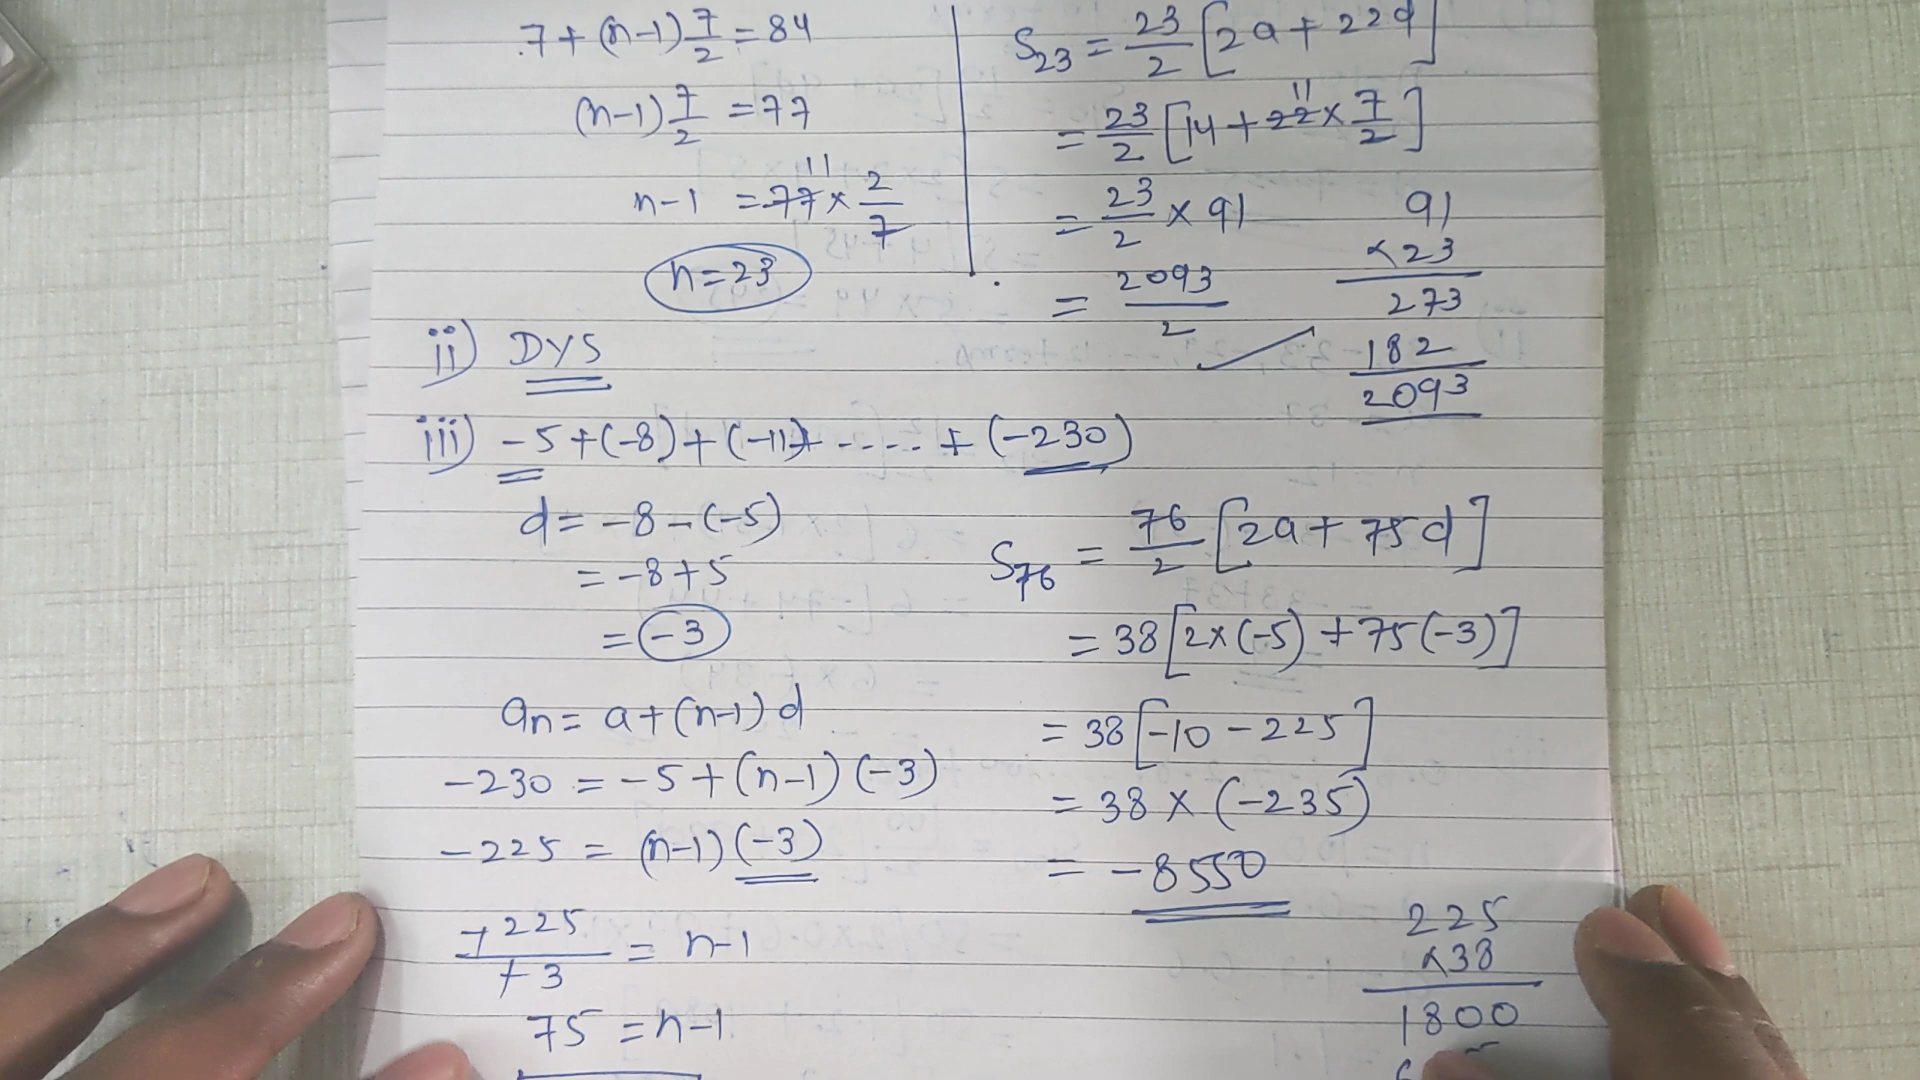 7+(n-1)7/2=84
(n-1)7/2=77
11
n-1 =77×2/7
n=23
S23=23/2[2a+22d]
11
=23/2[14+22×7/2]
=23/2×91
=2093/2
91
×23
273
182
2093
ii) DYS
iii) -5+(-8)+(-11)+-----+(-230)
d=-8-(-5)
=-8+5
=-3
an=a+(n-1)d
-230=-5+(n-1)(-3)
-225=(n-1)(-3)
+225/+3=n-1
75=n-1
S76=76/2[2a+75d]
=38[2×(-5)+75(-3)]
=38[-10-225]
=38×(-235)
=-8550
225
×38
1800